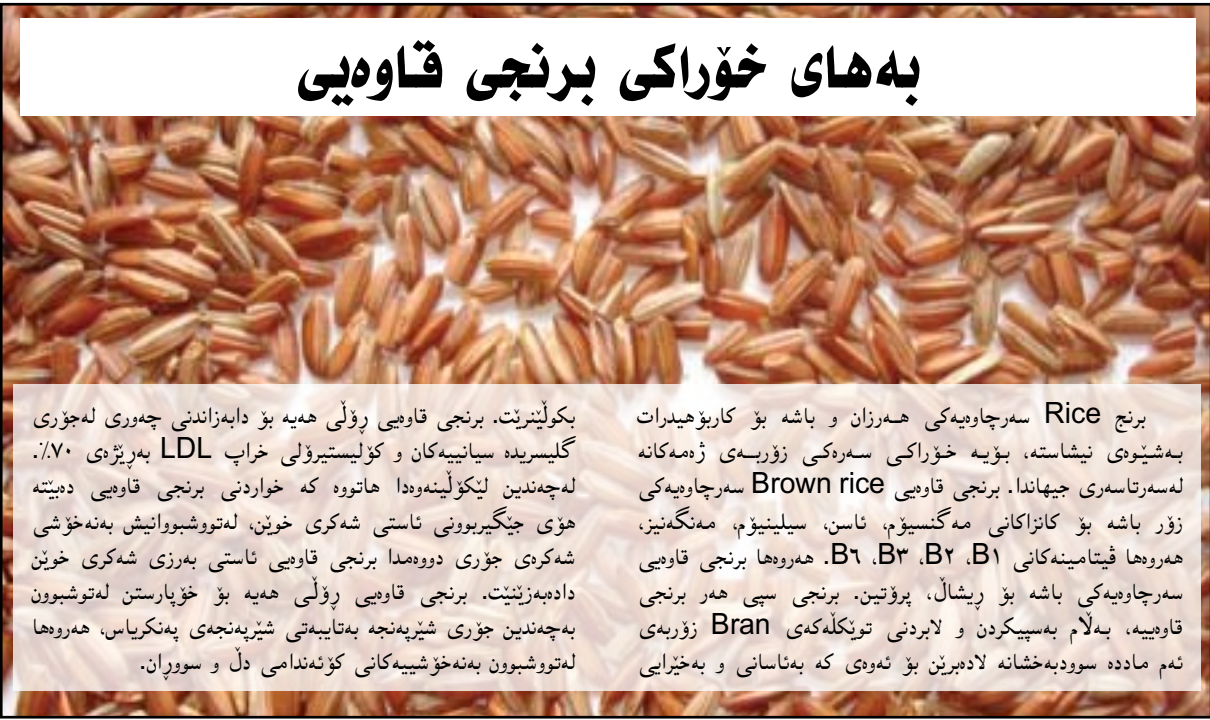 بەهای خۆراکی برنجی قاوەیی
برنج Rice سەرچاوەیەکی هەرزان و باشە بۆ کاربۆهیدرات
بەشێوەی نیشاستە، بۆیە خۆراکی سەرەکی زۆربەی ژەمەکانە
لەسەرتاسەری جیهاندا. برنجی قاوەیی Brown rice سەرچاوەیەکی
زۆر باشە بۆ کانزاکانی مەگنسیۆم، ئاسن، سیلینیۆم، مەنگەنیز،
هەروەها ڤیتامینەکانی B١، B٢، B٣، B٦. هەروەها برنجی قاوەیی
سەرچاوەیەکی باشە بۆ ڕیشاڵ، پرۆتین. برنجی سپی هەر برنجی
قاوەییە، بەڵام بەسپیکردن و لابردنی توێکڵەکەی Bran زۆربەی
ئەم ماددە سوودبەخشانە لادەبرێن بۆ ئەوەی کە بەئاسانی و بەخێرایی
بکوڵێنرێت. برنجی قاوەیی ڕۆڵی هەیە بۆ دابەزاندنی چەوری لەجۆری
گلیسریدە سیانییەکان و کۆلیستیرۆلی خراپ LDL بەڕێژەی ٧٠٪.
لەچەندین لێکۆڵینەوەدا هاتووە کە خواردنی برنجی قاوەیی دەبێتە
هۆی جێگیربوونی ئاستی شەکری خوێن، لەتووشبووانیش بەنەخۆشی
شەکرەی جۆری دووەمدا برنجی قاوەیی ئاستی بەرزی شەکری خوێن
دادەبەزێنێت. برنجی قاوەیی ڕۆڵی هەیە بۆ خۆپارستن لەتوشبوون
بەچەندین جۆری شێرپەنجە بەتایبەتی شێرپەنجەی پەنکریاس، هەروەها
لەتووشبوون بەنەخۆشییەکانی کۆئەندامی دڵ و سووڕان.